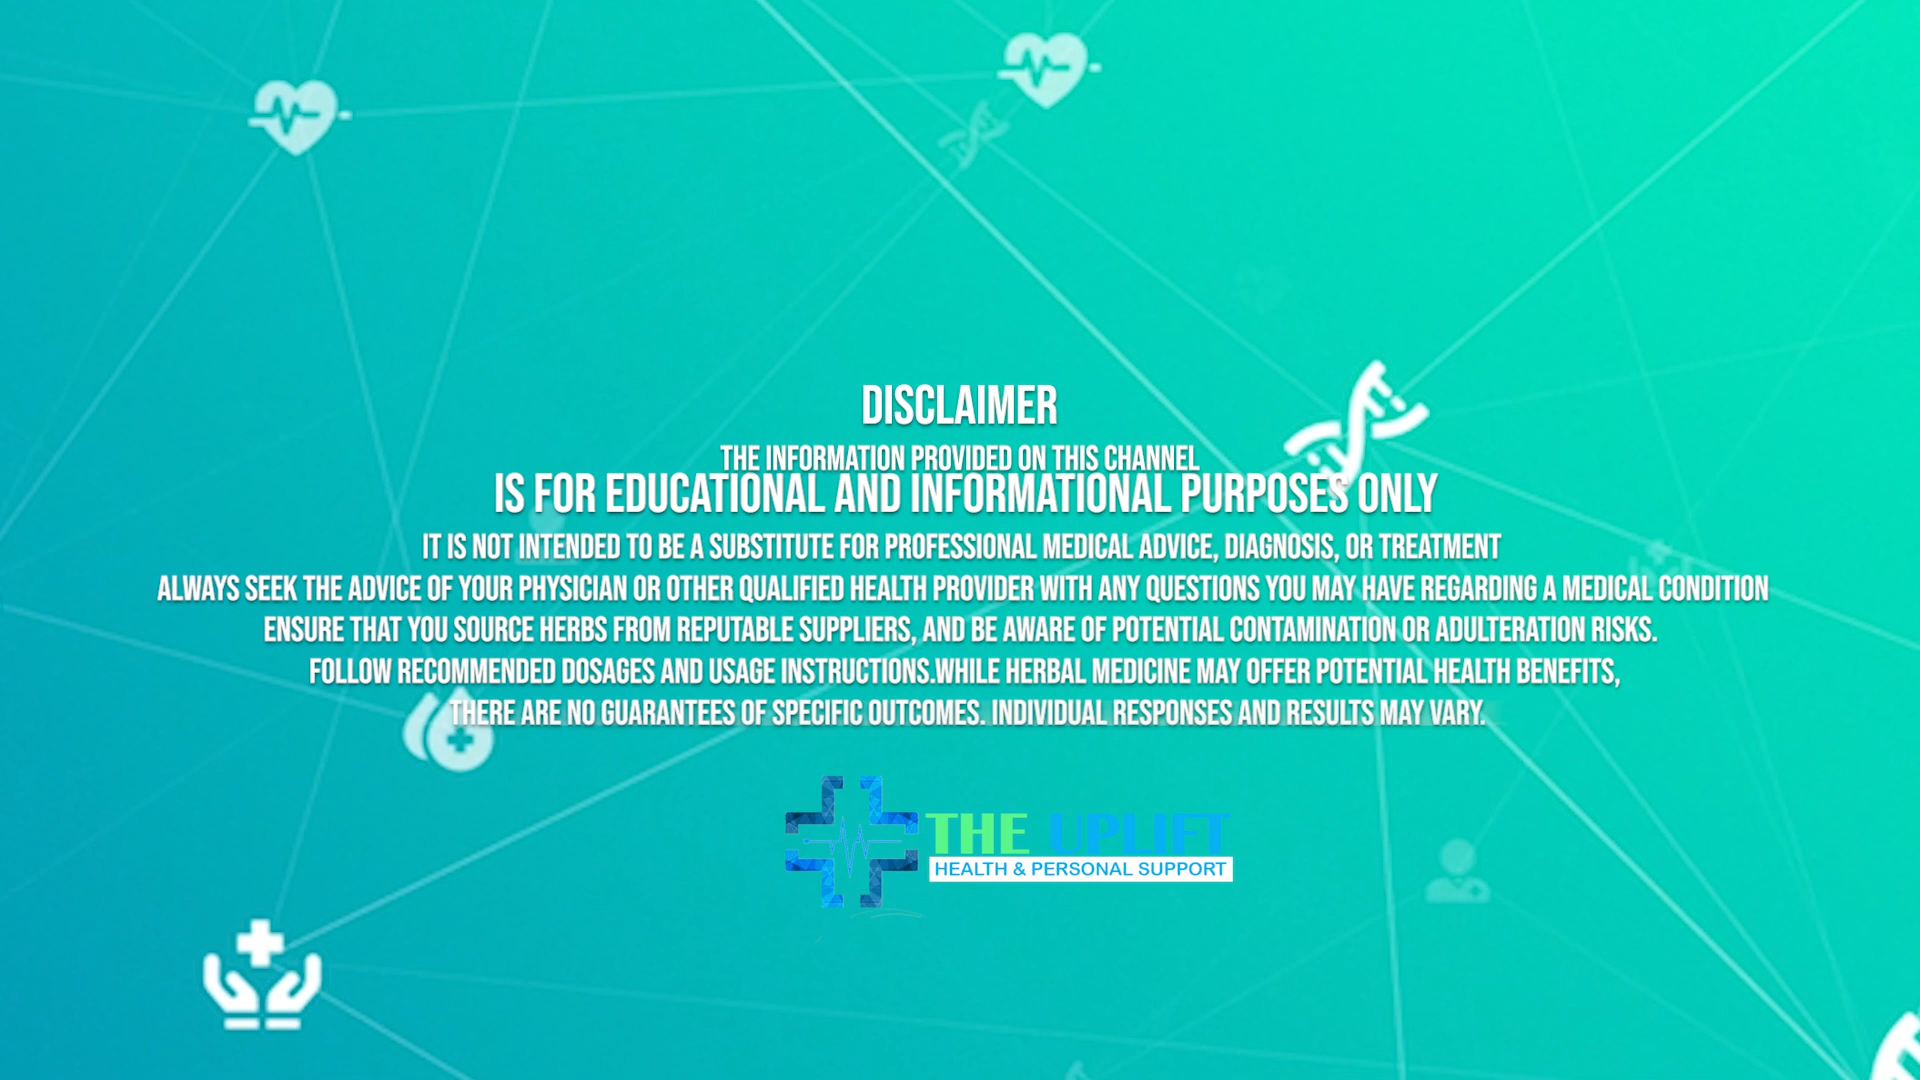 DISCLAIMER
THE INFORMATION PROVIDED ON THIS CHANNEL
IS FOR EDUCATIONAL AND INFORMATIONAL PURPOSES ONLY
IT IS NOT INTENDED TO BE A SUBSTITUTE FOR PROFESSIONAL MEDICAL ADVICE, DIAGNOSIS, OR TREATMENT
ALWAYS SEEK THE ADVICE OF YOUR PHYSICIAN OR OTHER QUALIFIED HEALTH PROVIDER WITH ANY QUESTIONS YOU MAY HAVE REGARDING A MEDICAL CONDITION
ENSURE THAT YOU SOURCE HERBS FROM REPUTABLE SUPPLIERS, AND BE AWARE OF POTENTIAL CONTAMINATION OR ADULTERATION RISKS.
FOLLOW RECOMMENDED DOSAGES AND USAGE INSTRUCTIONS.WHILE HERBAL MEDICINE MAY OFFER POTENTIAL HEALTH BENEFITS,
THERE ARE NO GUARANTEES OF SPECIFIC OUTCOMES. INDIVIDUAL RESPONSES AND RESULTS MAY VARY.
THE UPLIFT
HEALTH & PERSONAL SUPPORT